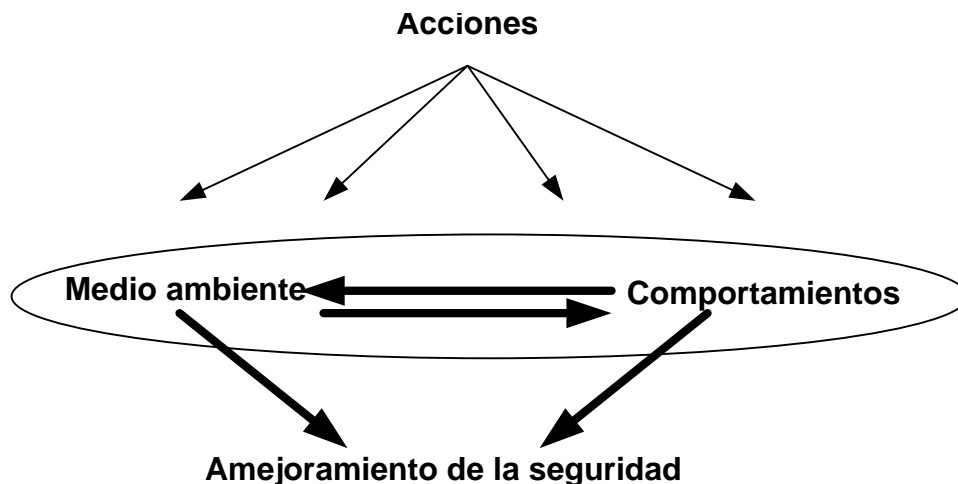 Acciones
Medio ambiente
Comportamientos
Amejoramiento de la seguridad